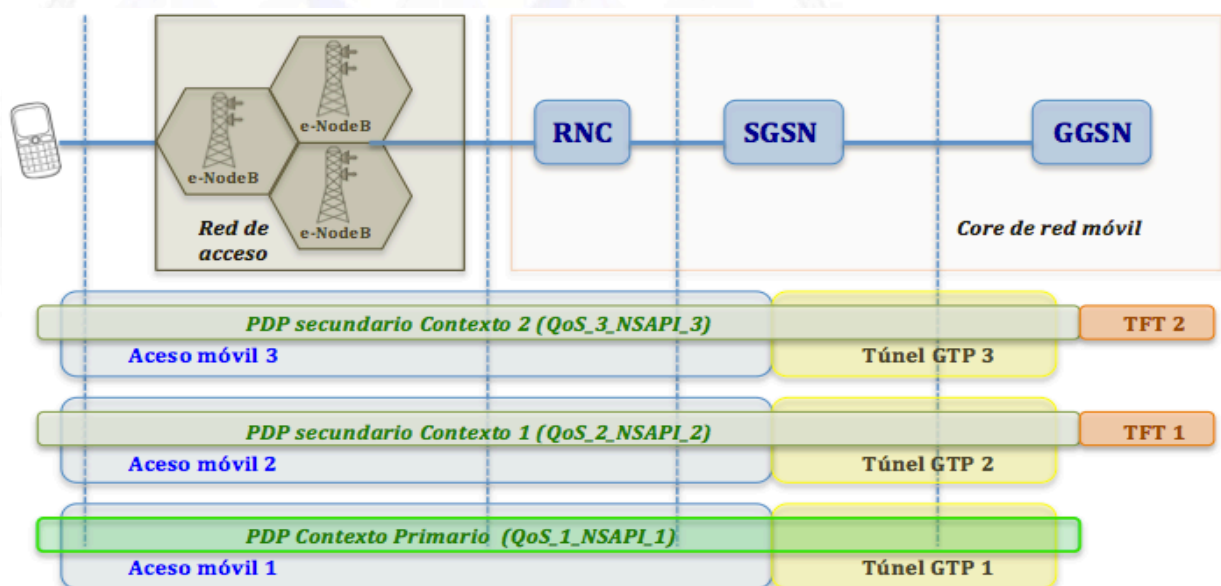 e-NodeB
e-NodeB
e-NodeB
RNC
SGSN
GGSN
Red de
acceso
Core de red móvil
PDP secundario Contexto 2 (QoS_3_NSAPI_3)
TFT 2
Aceso móvil 3
Túnel GTP 3
PDP secundario Contexto 1 (QoS_2_NSAPI_2)
TFT 1
Aceso móvil 2
Túnel GTP 2
PDP Contexto Primario (QoS_1_NSAPI_1)
Aceso móvil 1
Túnel GTP 1